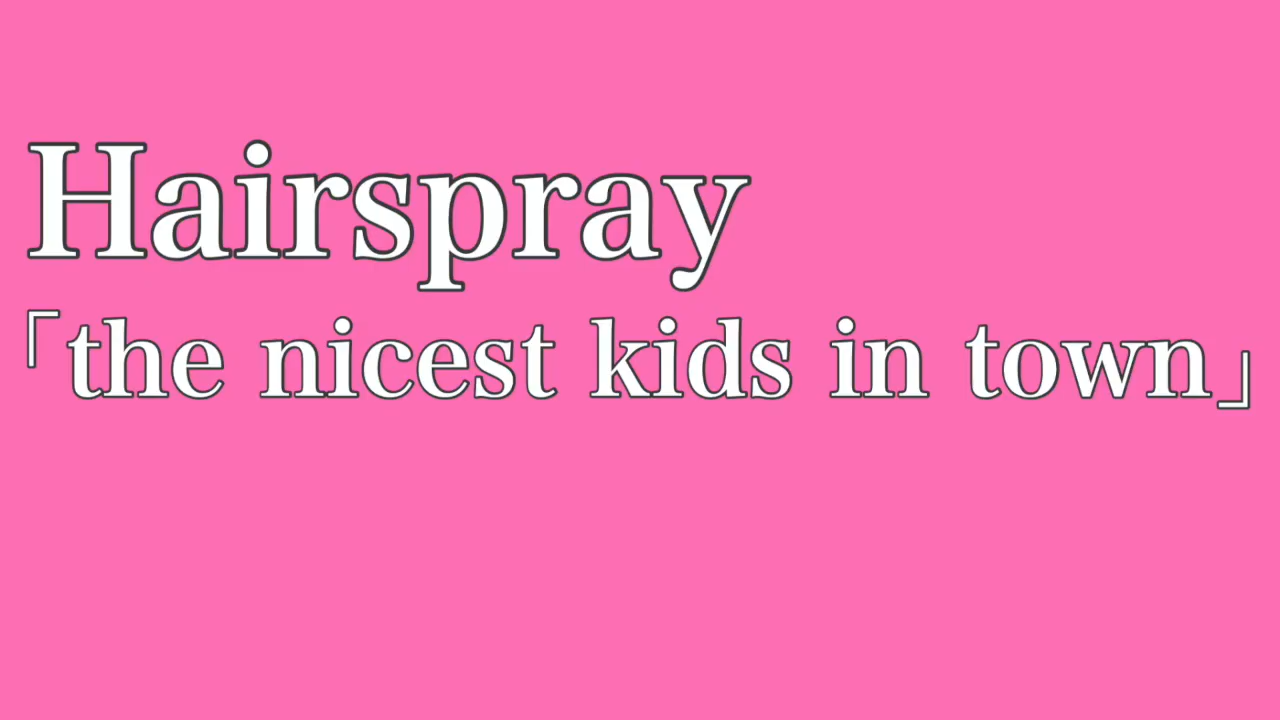 Hairspray
「the nicest kids in town」